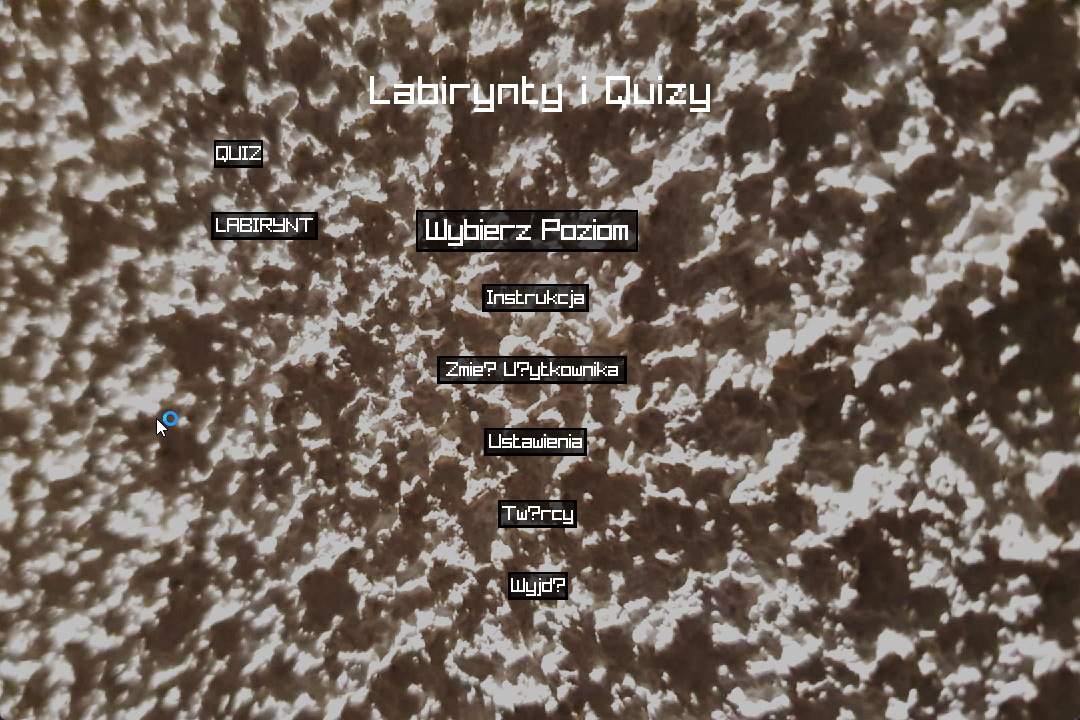 Labirynty i Quizy
QUIZ
LABIRYNT
Wybierz Poziom
Instrukcja
Zmie? U?ytkownika
Ustawienia
Tw?rcy
Wyjd?